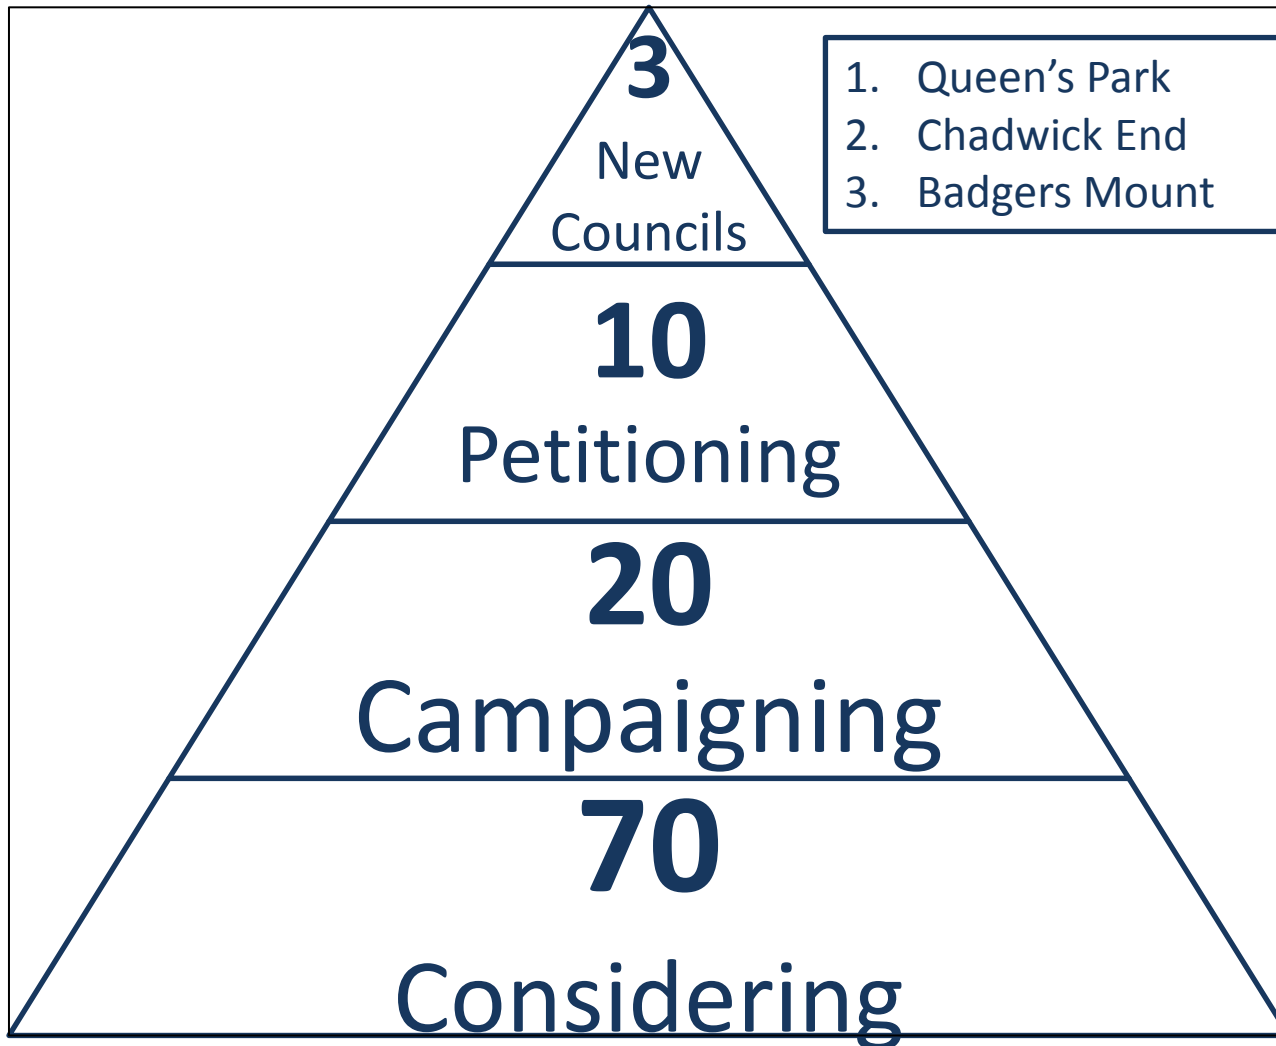 3
New
Councils
1. Queen’s Park
2. Chadwick End
3. Badgers Mount
10
Petitioning
20
Campaigning
70
Considering